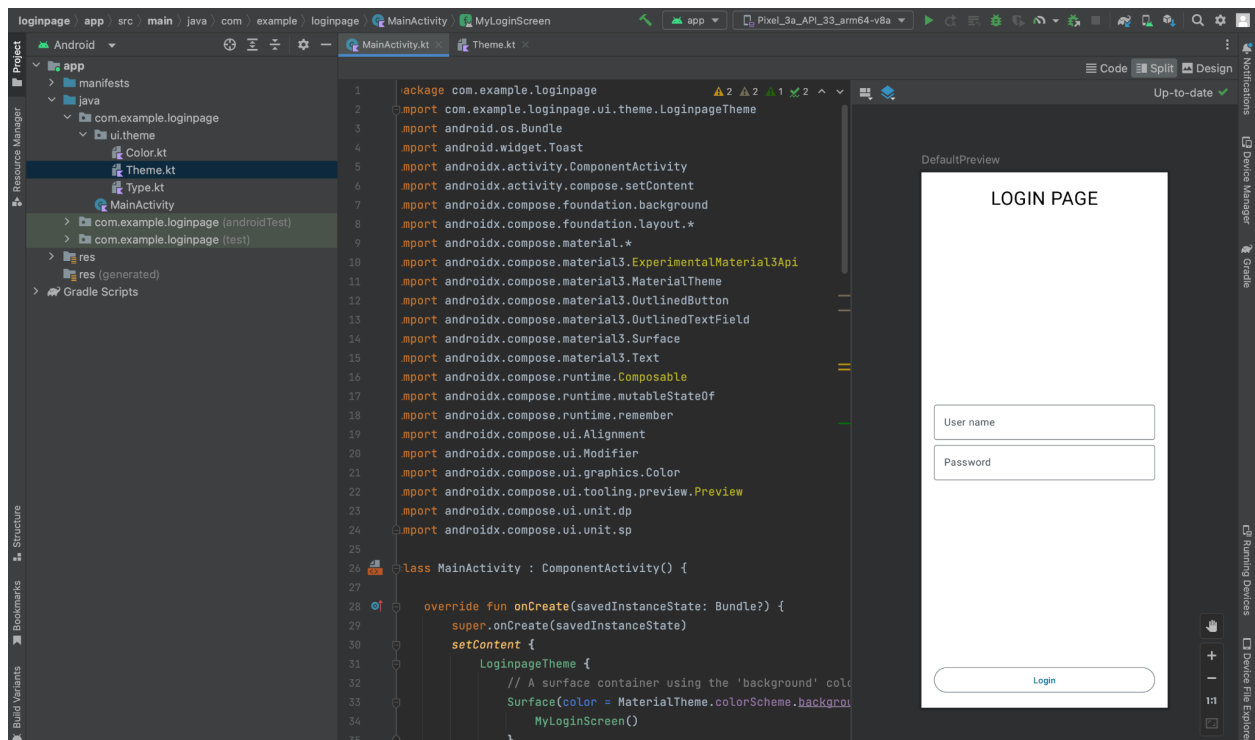 loginpage app src main java com example loginpage MainActivity MyLoginScreen app Pixel_3a_API_33_arm64-v8a
Android
MainActivity.kt Theme.kt
Code Split Design
Up-to-date
Project
Resource Manager
Structure
Bookmarks
Build Variants
app
manifests
java
com.example.loginpage
ui.theme
Color.kt
Theme.kt
Type.kt
MainActivity
com.example.loginpage (androidTest)
com.example.loginpage (test)
res
res (generated)
Gradle Scripts
2 2 1 2
1 ackage com.example.loginpage
2 mport com.example.loginpage.ui.theme.LoginpageTheme
3 mport android.os.Bundle
4 mport android.widget.Toast
5 mport androidx.activity.ComponentActivity
6 mport androidx.activity.compose.setContent
7 mport androidx.compose.foundation.background
8 mport androidx.compose.foundation.layout.*
9 mport androidx.compose.material.*
10 mport androidx.compose.material3.ExperimentalMaterial3Api
11 mport androidx.compose.material3.MaterialTheme
12 mport androidx.compose.material3.OutlinedButton
13 mport androidx.compose.material3.OutlinedTextField
14 mport androidx.compose.material3.Surface
15 mport androidx.compose.material3.Text
16 mport androidx.compose.runtime.Composable
17 mport androidx.compose.runtime.mutableStateOf
18 mport androidx.compose.runtime.remember
19 mport androidx.compose.ui.Alignment
20 mport androidx.compose.ui.Modifier
21 mport androidx.compose.ui.graphics.Color
22 mport androidx.compose.ui.tooling.preview.Preview
23 mport androidx.compose.ui.unit.dp
24 mport androidx.compose.ui.unit.sp
25
26 lass MainActivity : ComponentActivity() {
27
28 override fun onCreate(savedInstanceState: Bundle?) {
29 super.onCreate(savedInstanceState)
30 setContent {
31 LoginpageTheme {
32 // A surface container using the 'background' colo
33 Surface(color = MaterialTheme.colorScheme.backgrou
34 MyLoginScreen()
35 }
DefaultPreview
LOGIN PAGE
User name
Password
Login
1:1
Notifications
Device Manager
Gradle
Running Devices
Device File Explorer